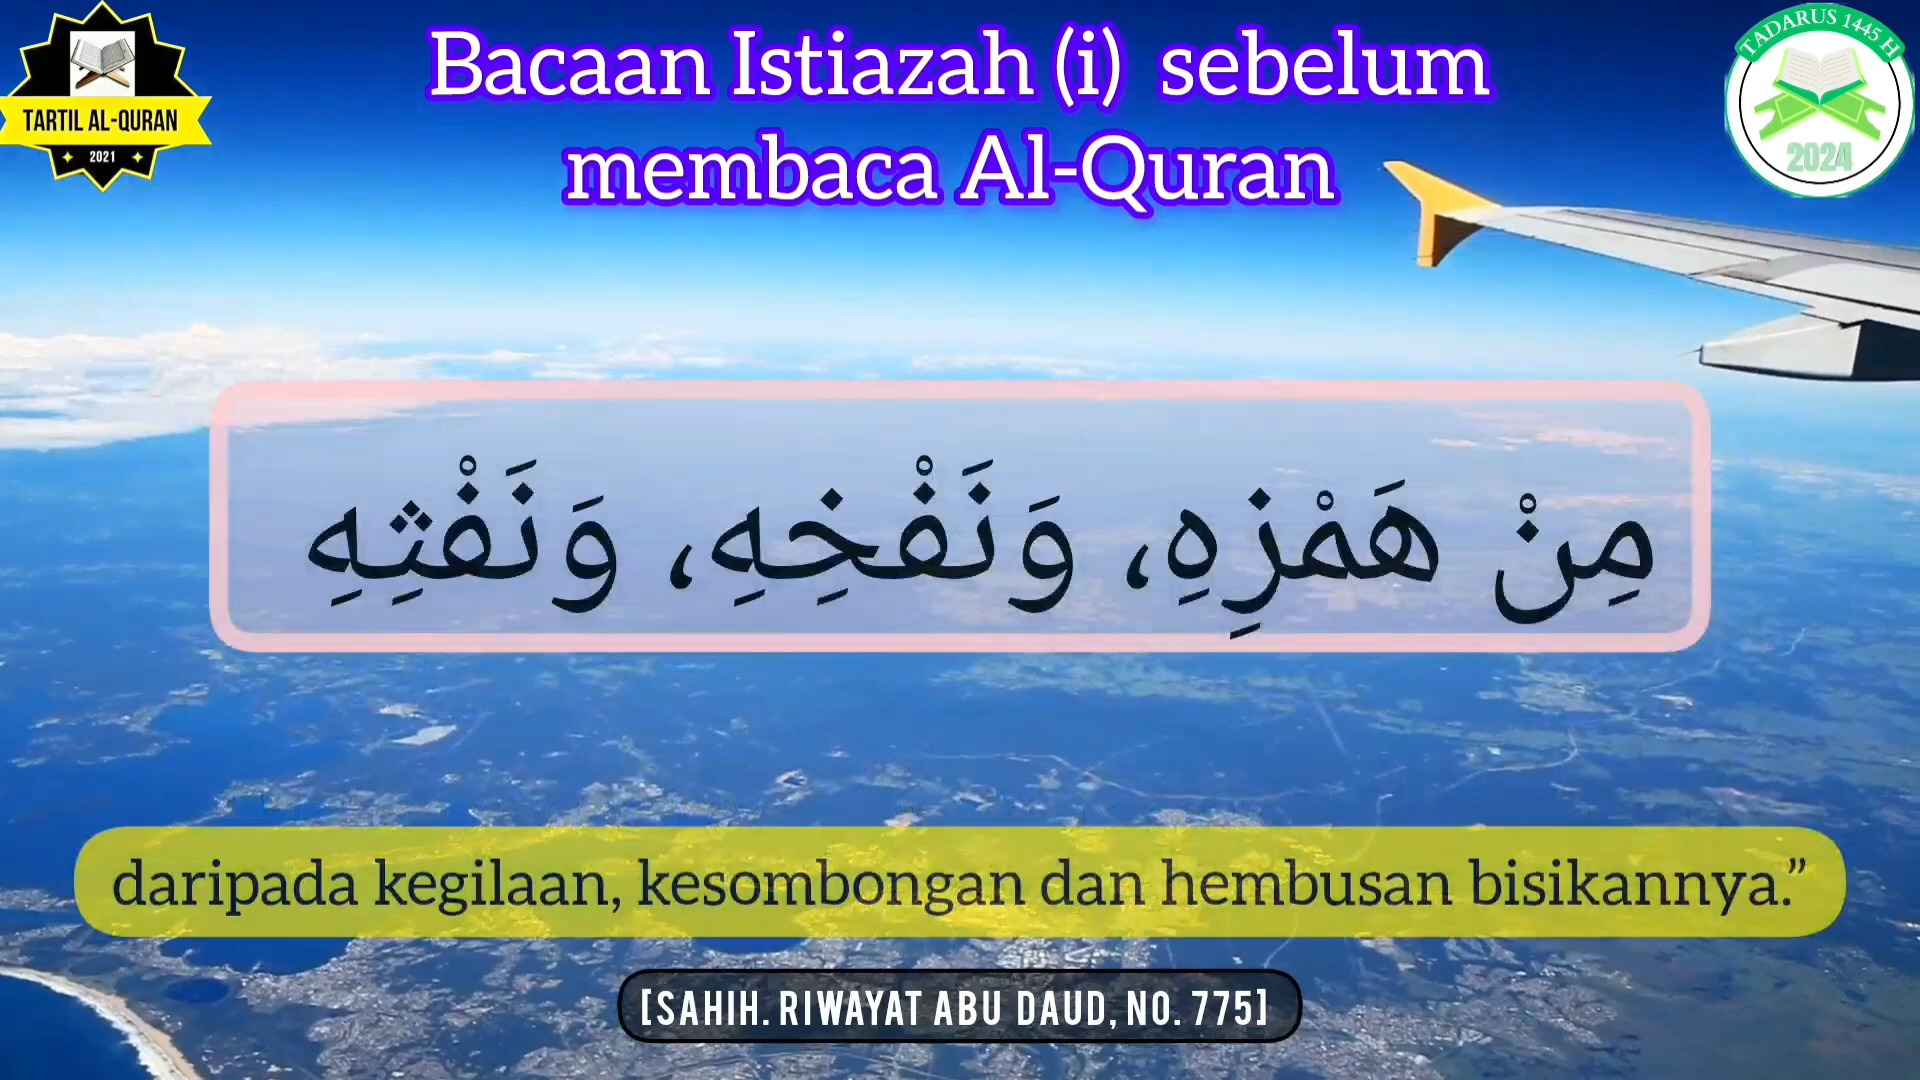 TARTIL AL-QURAN
2021
Bacaan Istiazah (i) sebelum
membaca Al-Quran
TADARUS 1445 H
2024
مِنْ هَمْزِهِ، وَنَفْخِهِ، وَنَفْثِهِ
daripada kegilaan, kesombongan dan hembusan bisikannya.”
[SAHIH. RIWAYAT ABU DAUD, NO. 775]